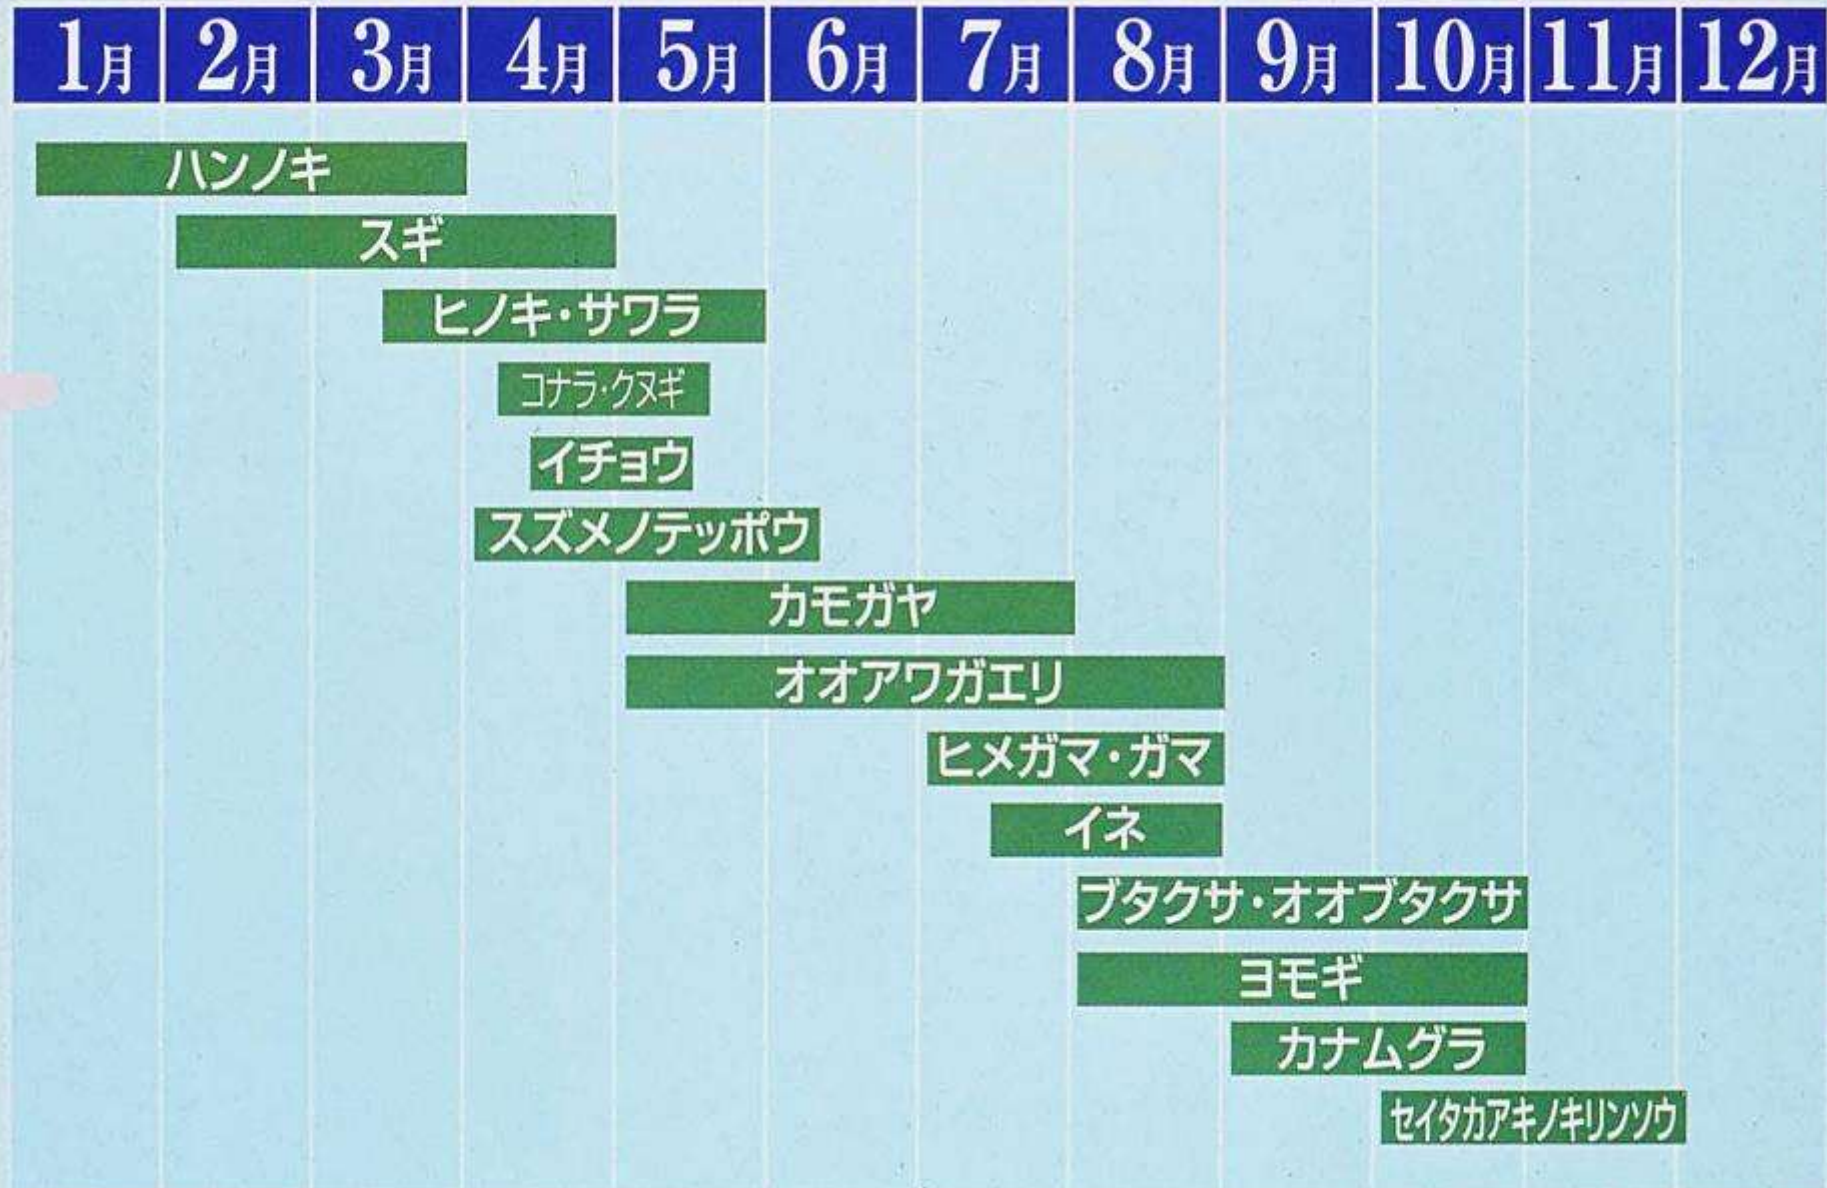 1月 2月 3月 4月 5月 6月 7月 8月 9月 10月 11月 12月
ハンノキ
スギ
ヒノキ・サワラ
コナラ・クヌギ
イチョウ
スズメノテッポウ
カモガヤ
オオアワガエリ
ヒメガマ・ガマ
イネ
ブタクサ・オオブタクサ
ヨモギ
カナムグラ
セイタカアキノキリンソウ